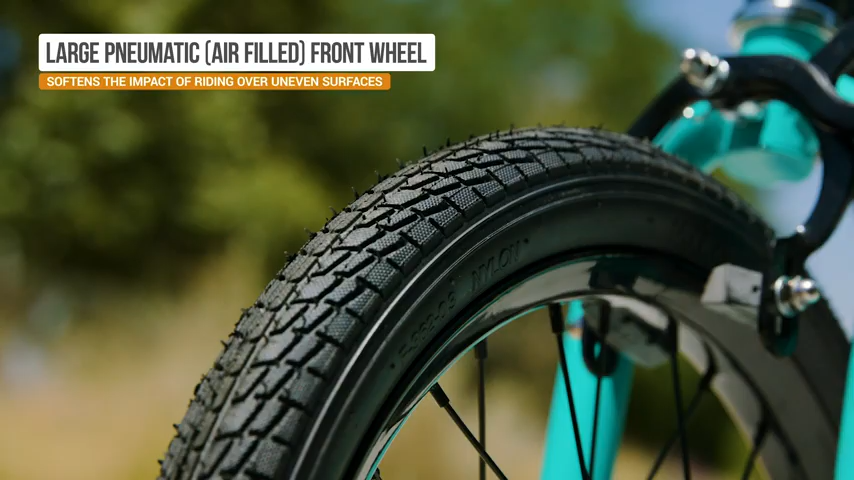 LARGE PNEUMATIC (AIR FILLED) FRONT WHEEL
SOFTENS THE IMPACT OF RIDING OVER UNEVEN SURFACES
NYLON